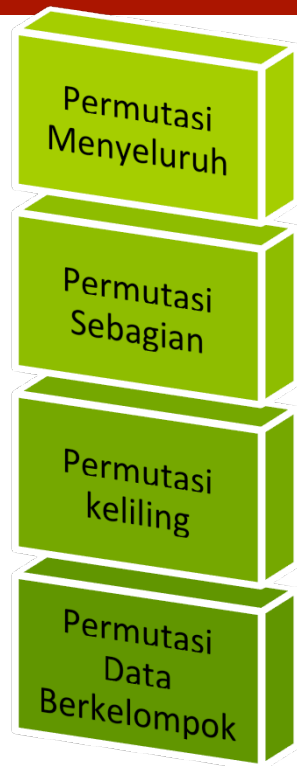 Permutasi
Menyeluruh
Permutasi
Sebagian
Permutasi
keliling
Permutasi
Data
Berkelompok